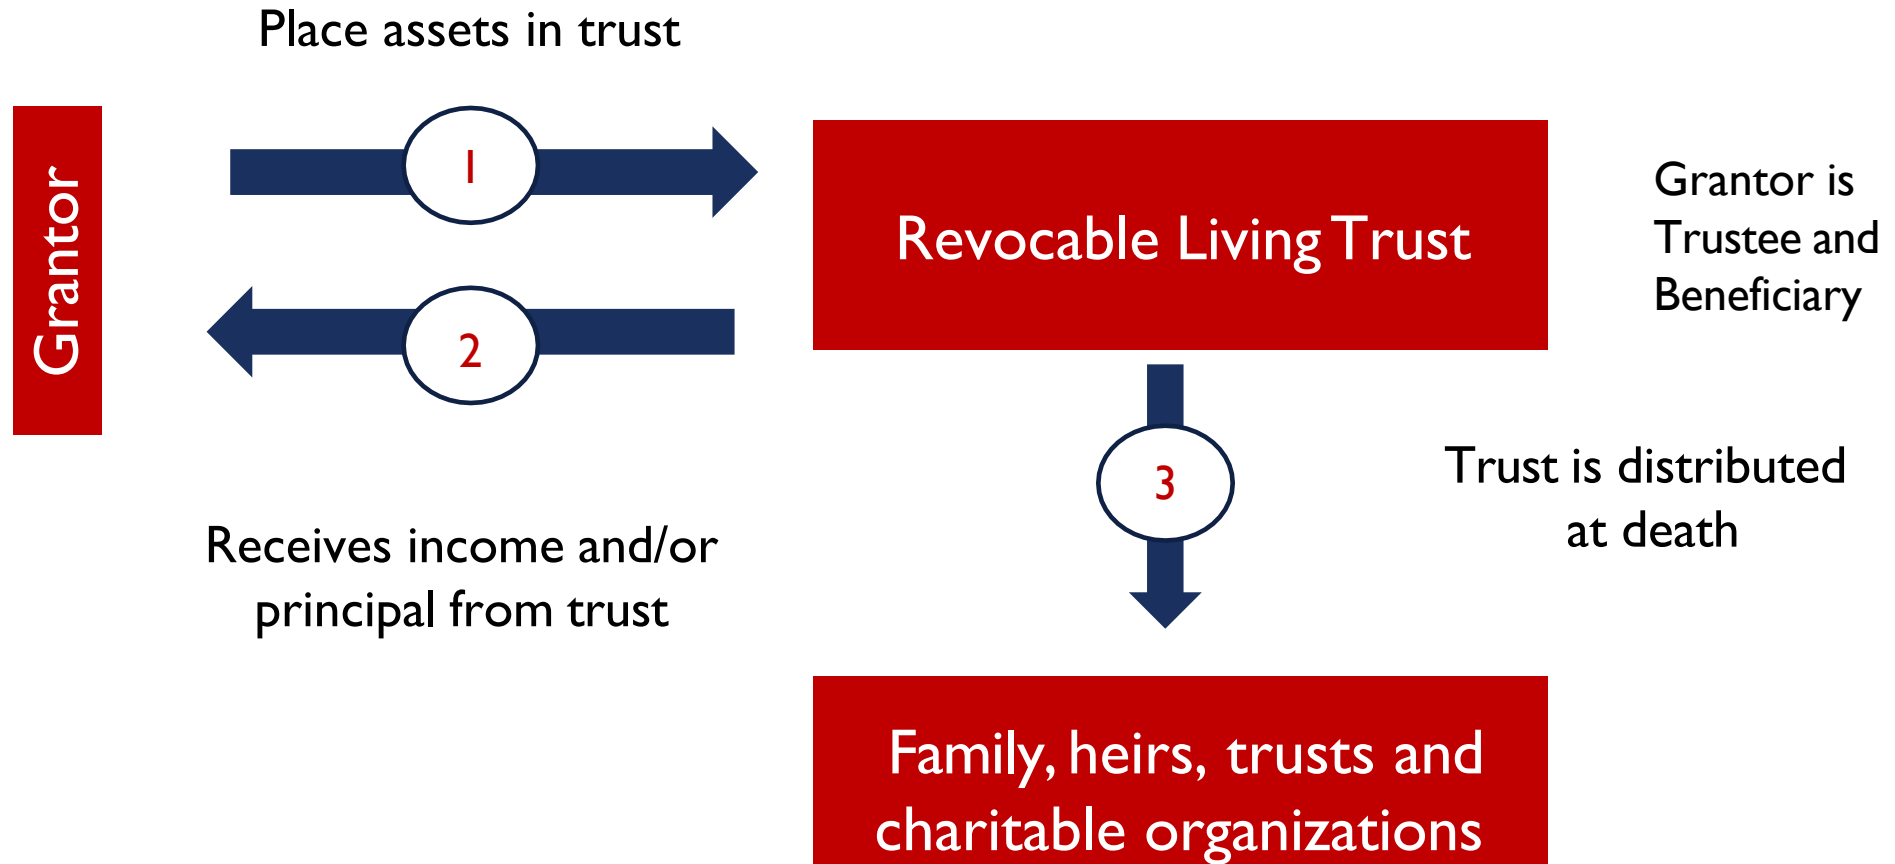 Place assets in trust
Grantor
1
Revocable Living Trust
Grantor is
Trustee and
Beneficiary
2
3
Trust is distributed
at death
Receives income and/or
principal from trust
Family, heirs, trusts and
charitable organizations